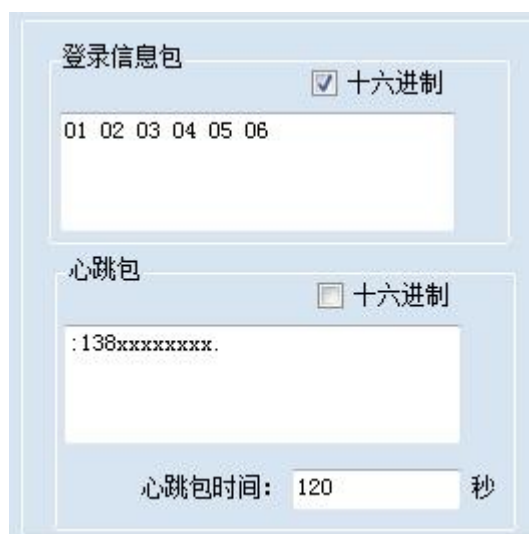 登录信息包
十六进制
01 02 03 04 05 06
心跳包
十六进制
:138xxxxxxxx.
心跳包时间: 120 秒